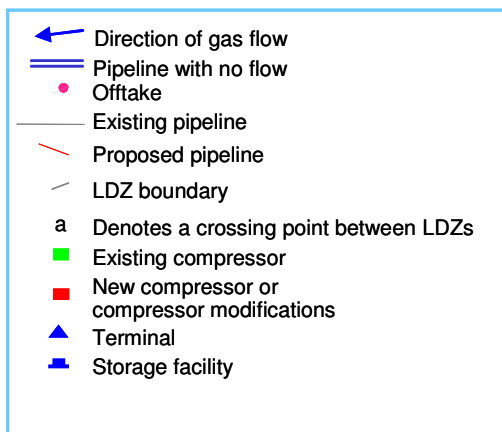 Direction of gas flow
Pipeline with no flow
Offtake
Existing pipeline
Proposed pipeline
LDZ boundary
a Denotes a crossing point between LDZs
Existing compressor
New compressor or
compressor modifications
Terminal
Storage facility